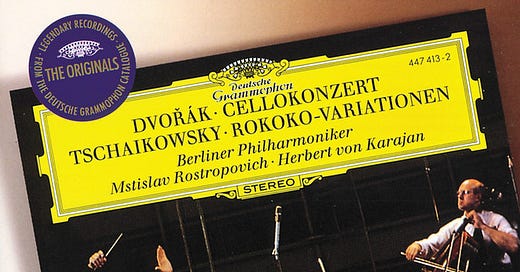 LEGENDARY RECORDINGS
FROM THE DEUTSCHE GRAMMOPHON CATALOGUE
THE ORIGINALS
Deutsche
Grammophon
447 413-2
DVOŘÁK · CELLOKONZERT
TSCHAIKOWSKY · ROKOKO-VARIATIONEN
Berliner Philharmoniker
Mstislav Rostropovich · Herbert von Karajan
STEREO